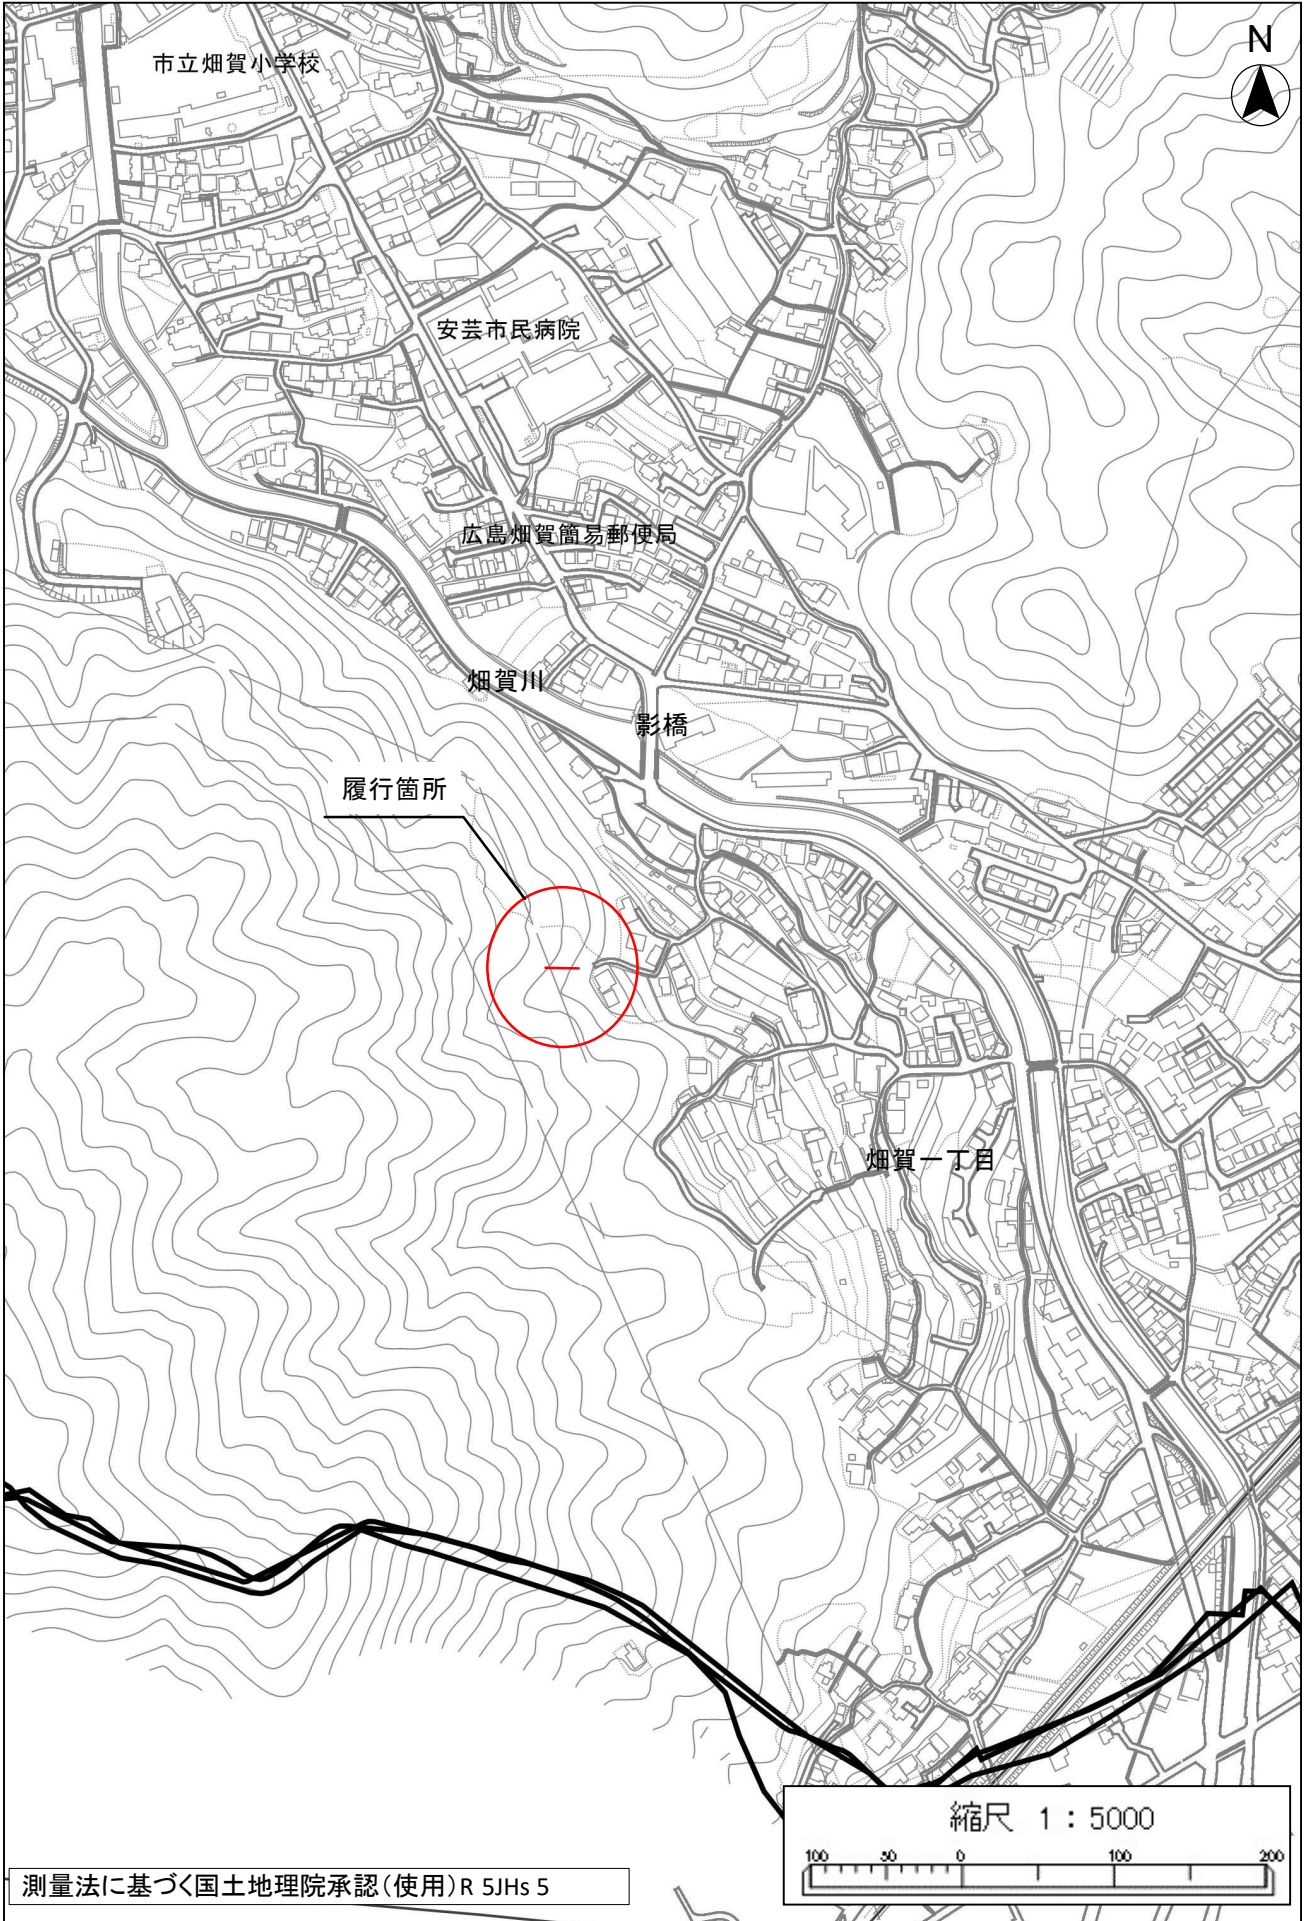 市立畑賀小学校
N
安芸市民病院
広島畑賀簡易郵便局
畑賀川
影橋
履行箇所
畑賀一丁目
縮尺 1:5000
100 50 0 100 200
測量法に基づく国土地理院承認(使用)R 5JHs 5